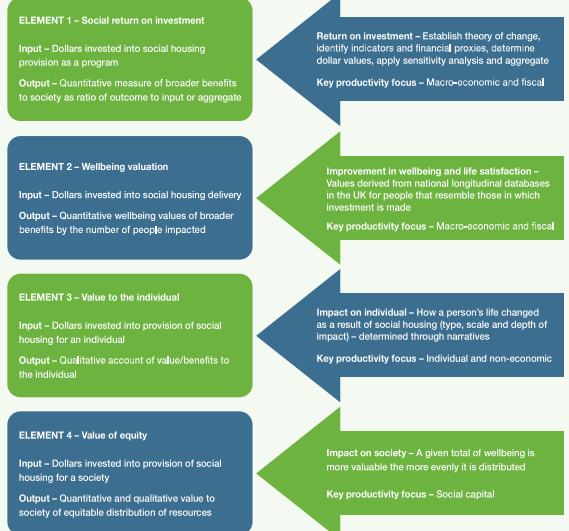 ELEMENT 1 – Social return on investment
Input – Dollars invested into social housing
provision as a program
Output – Quantitative measure of broader benefits
to society as ratio of outcome to input or aggregate
Return on investment – Establish theory of change,
identify indicators and financial proxies, determine
dollar values, apply sensitivity analysis and aggregate
Key productivity focus – Macro-economic and fiscal
ELEMENT 2 – Wellbeing valuation
Input – Dollars invested into social housing delivery
Output – Quantitative wellbeing values of broader
benefits by the number of people impacted
Improvement in wellbeing and life satisfaction –
Values derived from national longitudinal databases
in the UK for people that resemble those in which
investment is made
Key productivity focus – Macro-economic and fiscal
ELEMENT 3 – Value to the individual
Input – Dollars invested into provision of social
housing for an individual
Output – Qualitative account of value/benefits to
the individual
Impact on individual – How a person's life changed
as a result of social housing (type, scale and depth of
impact) – determined through narratives
Key productivity focus – Individual and non-economic
ELEMENT 4 – Value of equity
Input – Dollars invested into provision of social
housing for a society
Output – Quantitative and qualitative value to
society of equitable distribution of resources
Impact on society – A given total of wellbeing is
more valuable the more evenly it is distributed
Key productivity focus – Social capital